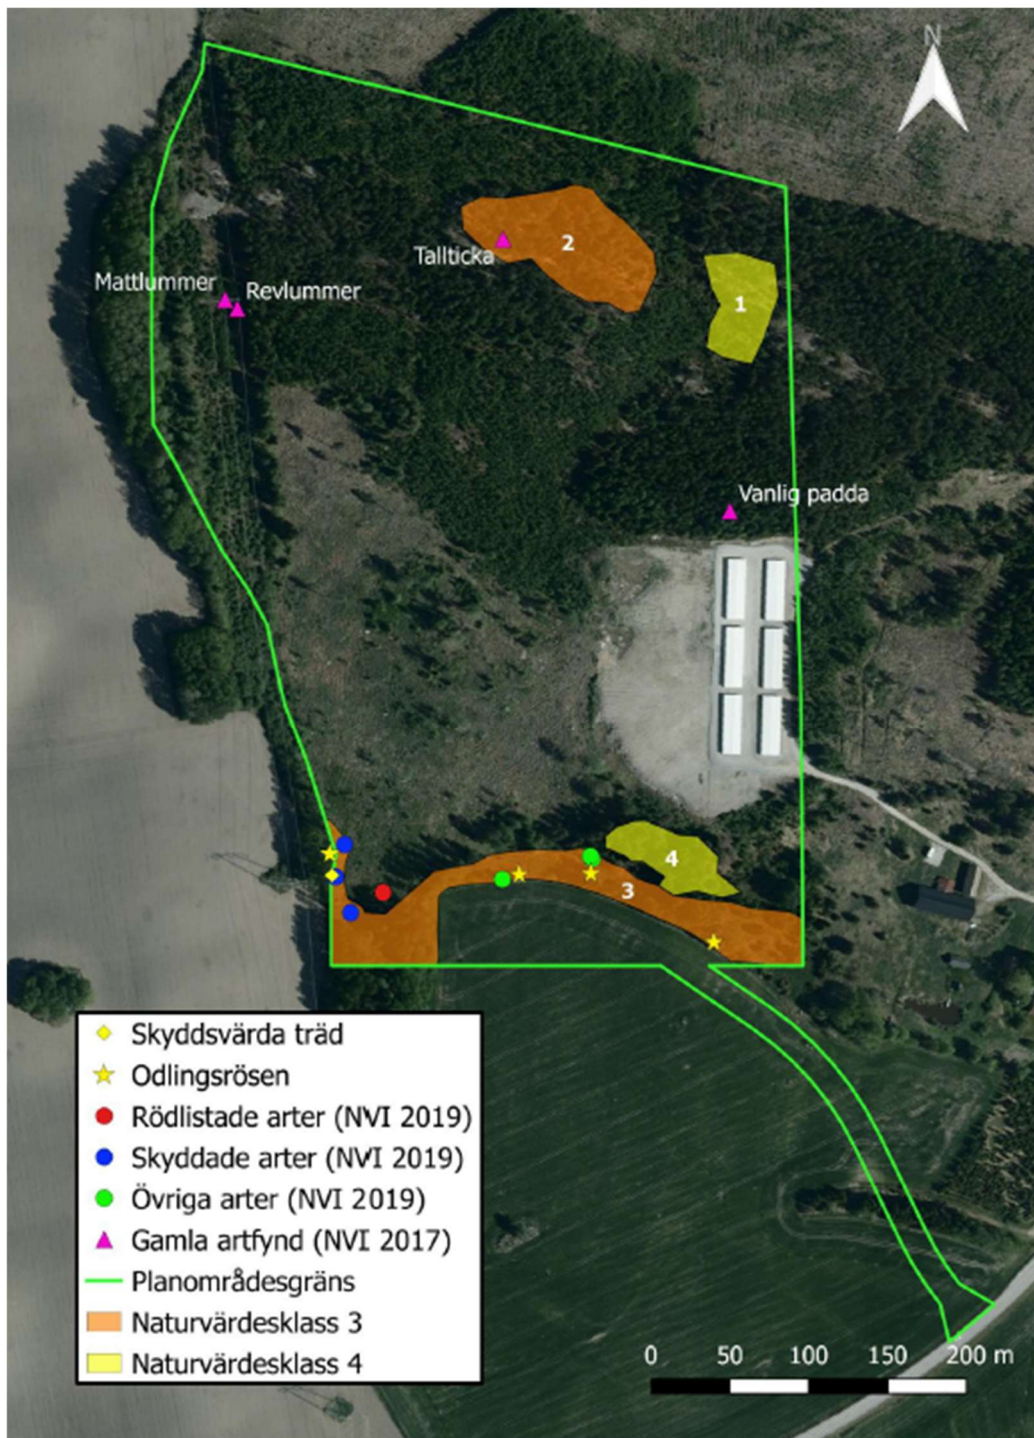 N
2
Tallticka
1
Mattlummer
Revlummer
Vanlig padda
4
3
Skyddsvärda träd
Odlingsrösen
Rödlistade arter (NVI 2019)
Skyddade arter (NVI 2019)
Övriga arter (NVI 2019)
Gamla artfynd (NVI 2017)
Planområdesgräns
Naturvärdesklass 3
Naturvärdesklass 4
0 50 100 150 200 m